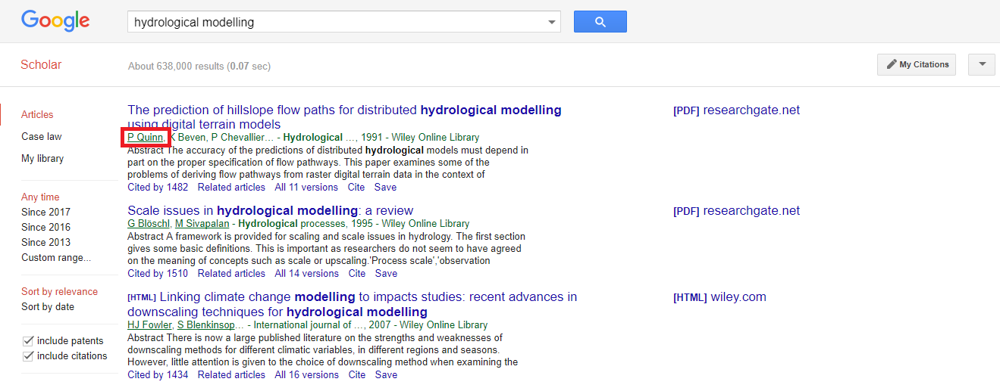 Google
hydrological modelling
Scholar
About 638,000 results (0.07 sec)
My Citations
Articles
Case law
My library
Any time
Since 2017
Since 2016
Since 2013
Custom range...
Sort by relevance
Sort by date
include patents
include citations
The prediction of hillslope flow paths for distributed hydrological modelling
using digital terrain models
P Quinn, K Beven, P Chevallier… - Hydrological …, 1991 - Wiley Online Library
Abstract The accuracy of the predictions of distributed hydrological models must depend in
part on the proper specification of flow pathways. This paper examines some of the
problems of deriving flow pathways from raster digital terrain data in the context of
Cited by 1482 Related articles All 11 versions Cite Save
[PDF] researchgate.net
Scale issues in hydrological modelling: a review
G Blöschl, M Sivapalan - Hydrological processes, 1995 - Wiley Online Library
Abstract A framework is provided for scaling and scale issues in hydrology. The first section
gives some basic definitions. This is important as researchers do not seem to have agreed
on the meaning of concepts such as scale or upscaling.'Process scale','observation
Cited by 1510 Related articles All 14 versions Cite Save
[PDF] researchgate.net
[HTML] Linking climate change modelling to impacts studies: recent advances in
downscaling techniques for hydrological modelling
HJ Fowler, S Blenkinsop… - International journal of …, 2007 - Wiley Online Library
Abstract There is now a large published literature on the strengths and weaknesses of
downscaling methods for different climatic variables, in different regions and seasons.
However, little attention is given to the choice of downscaling method when examining the
Cited by 1434 Related articles All 16 versions Cite Save
[HTML] wiley.com